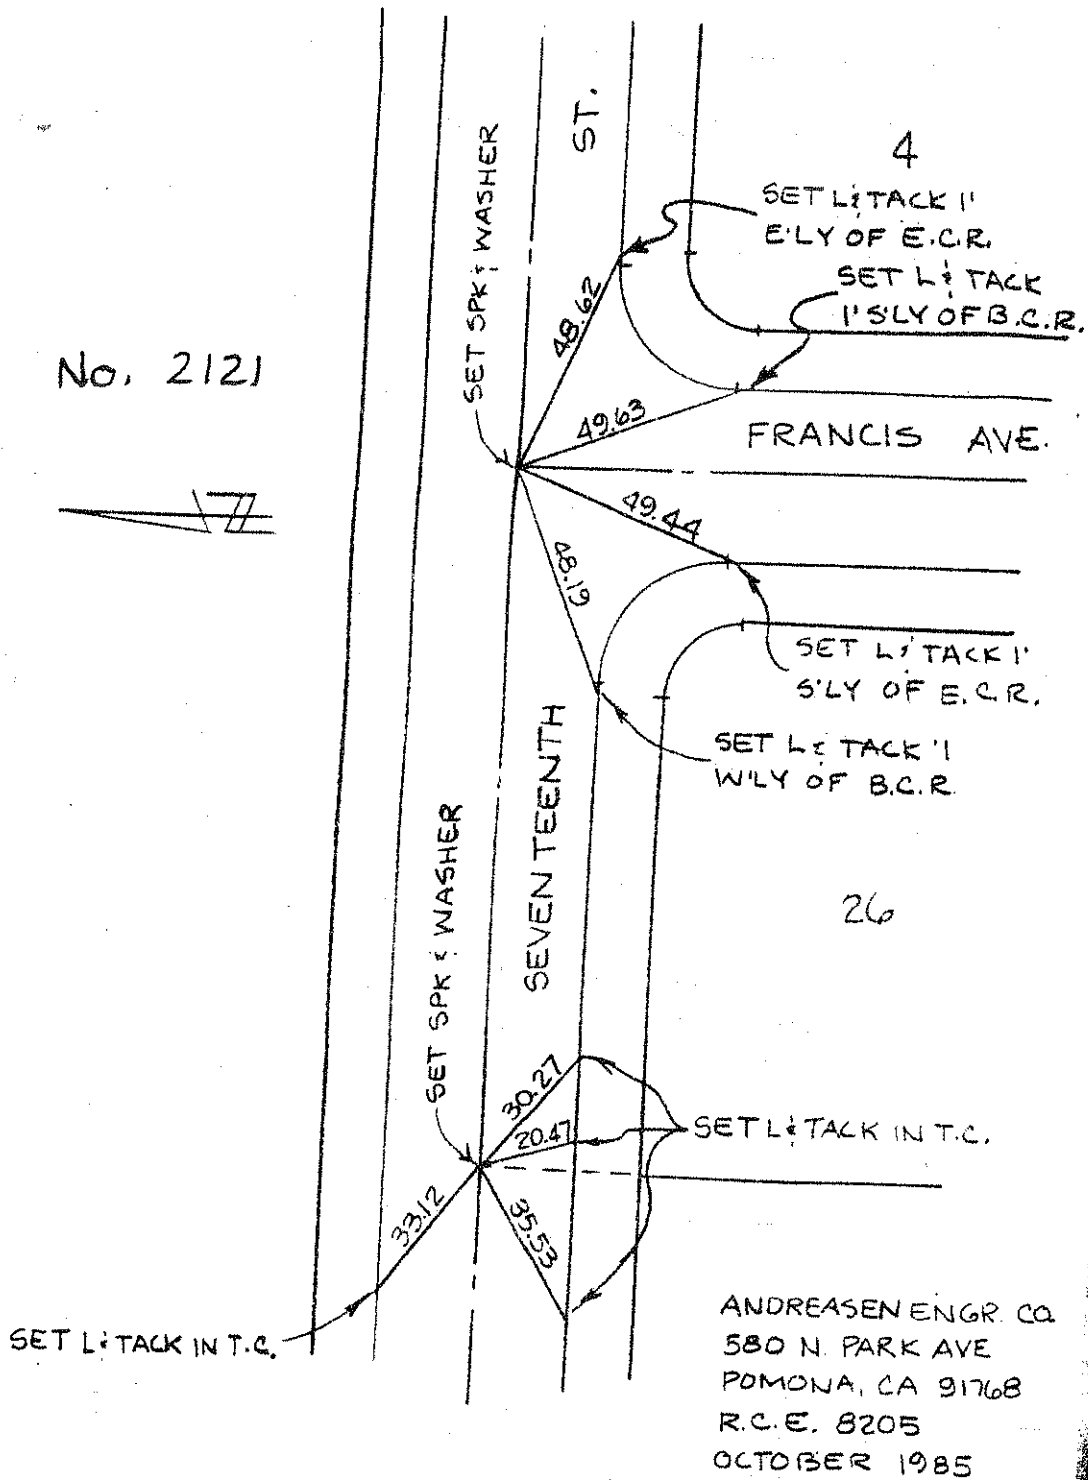 ST.
4
SET L & TACK 1'
E'LY OF E.C.R.
SET L & TACK
1' S'LY OF B.C.R.
SET SPK & WASHER
48.62
No. 2121
49.63
FRANCIS AVE.
49.44
48.19
N
SET L & TACK 1'
S'LY OF E.C.R.
SET L & TACK '1
W'LY OF B.C.R.
SEVENTEENTH
SET SPK & WASHER
26
30.27
20.47
SET L & TACK IN T.C.
33.12
35.53
SET L & TACK IN T.C.
ANDREASEN ENGR. CO.
580 N. PARK AVE
POMONA, CA 91768
R.C.E. 8205
OCTOBER 1985